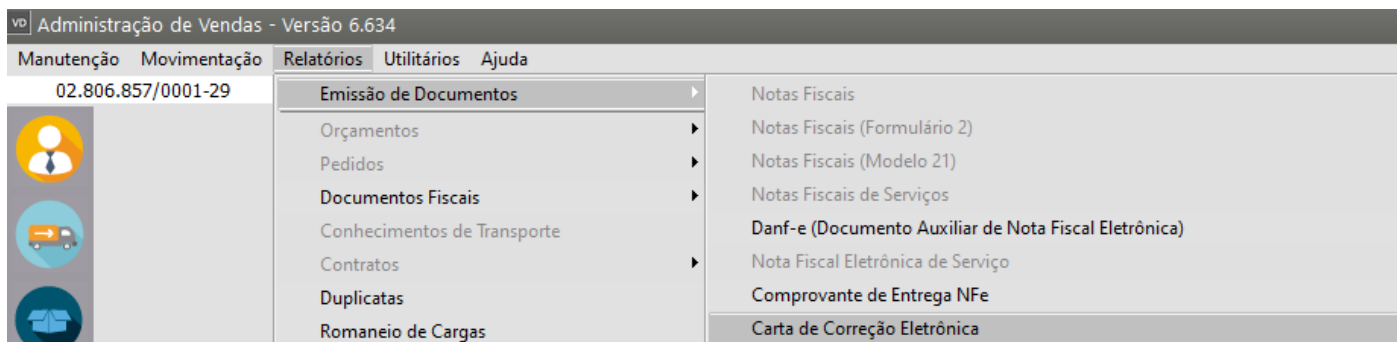 VD Administração de Vendas - Versão 6.634
Manutenção Movimentação Relatórios Utilitários Ajuda
02.806.857/0001-29
Emissão de Documentos
Orçamentos
Pedidos
Documentos Fiscais
Conhecimentos de Transporte
Contratos
Duplicatas
Romaneio de Cargas
Notas Fiscais
Notas Fiscais (Formulário 2)
Notas Fiscais (Modelo 21)
Notas Fiscais de Serviços
Danf-e (Documento Auxiliar de Nota Fiscal Eletrônica)
Nota Fiscal Eletrônica de Serviço
Comprovante de Entrega NFe
Carta de Correção Eletrônica